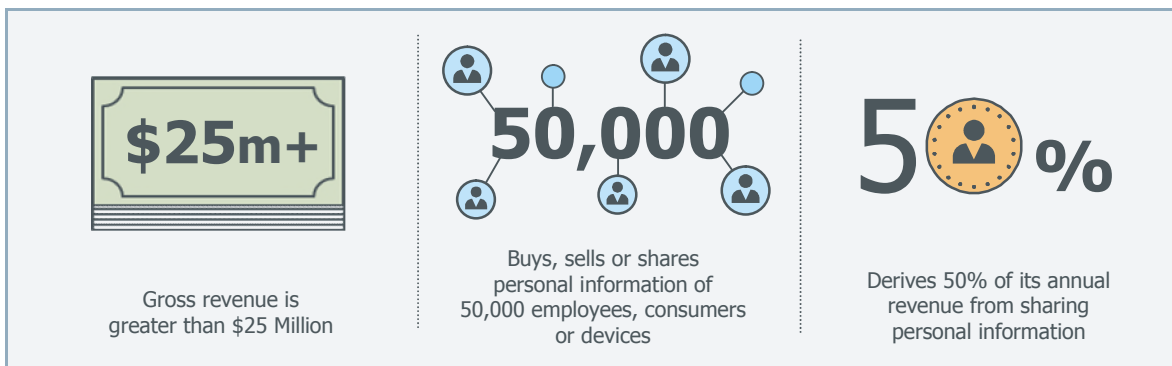 $25m+
Gross revenue is
greater than $25 Million
50,000
Buys, sells or shares
personal information of
50,000 employees, consumers
or devices
50%
Derives 50% of its annual
revenue from sharing
personal information